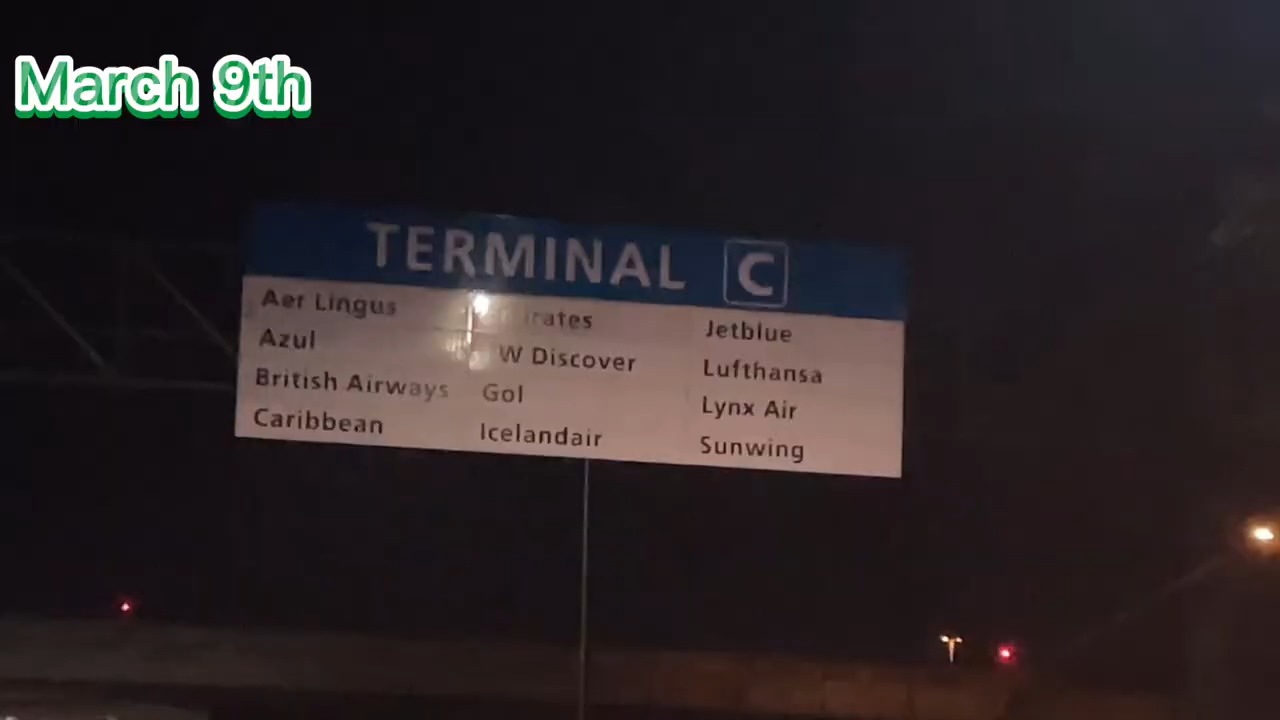 March 9th
TERMINAL C
Aer Lingus
Azul
British Airways
Caribbean
W Discover
Gol
Icelandair
Jetblue
Lufthansa
Lynx Air
Sunwing